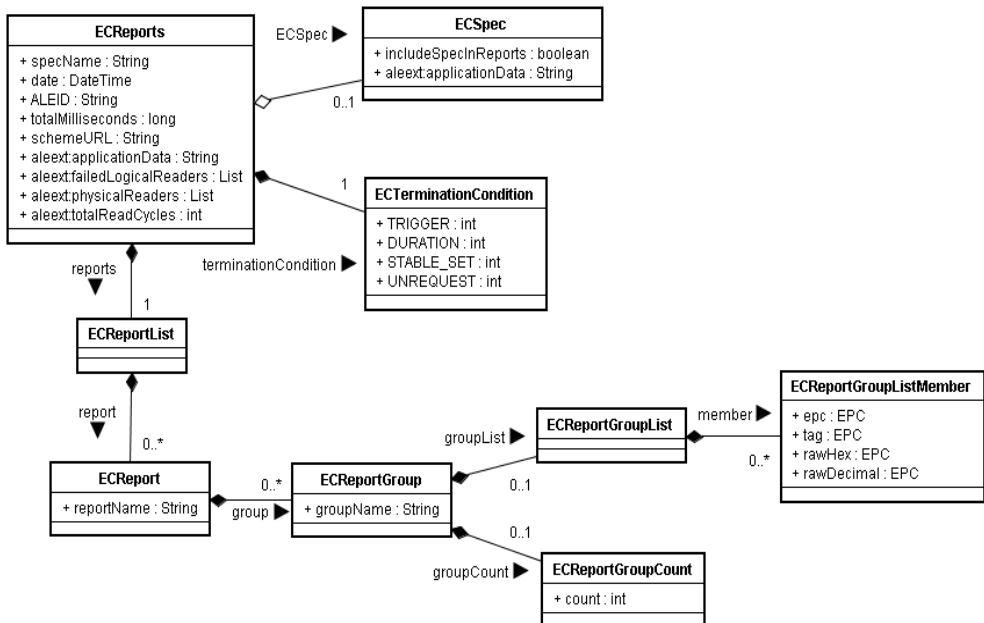 ECReports
+ specName : String
+ date : DateTime
+ ALEID : String
+ totalMilliseconds : long
+ schemeURL : String
+ aleext:applicationData : String
+ aleext:failedLogicalReaders : List
+ aleext:physicalReaders : List
+ aleext:totalReadCycles : int
ECSpec
ECSpec
+ includeSpecInReports : boolean
+ aleext:applicationData : String
0..1
1
ECTerminationCondition
+ TRIGGER : int
+ DURATION : int
+ STABLE_SET : int
+ UNREQUEST : int
terminationCondition
reports
1
ECReportList
report
0..*
ECReport
+ reportName : String
0..*
group
ECReportGroup
+ groupName : String
groupList
0..1
ECReportGroupList
member
0..*
ECReportGroupListMember
+ epc : EPC
+ tag : EPC
+ rawHex : EPC
+ rawDecimal : EPC
0..1
groupCount
ECReportGroupCount
+ count : int